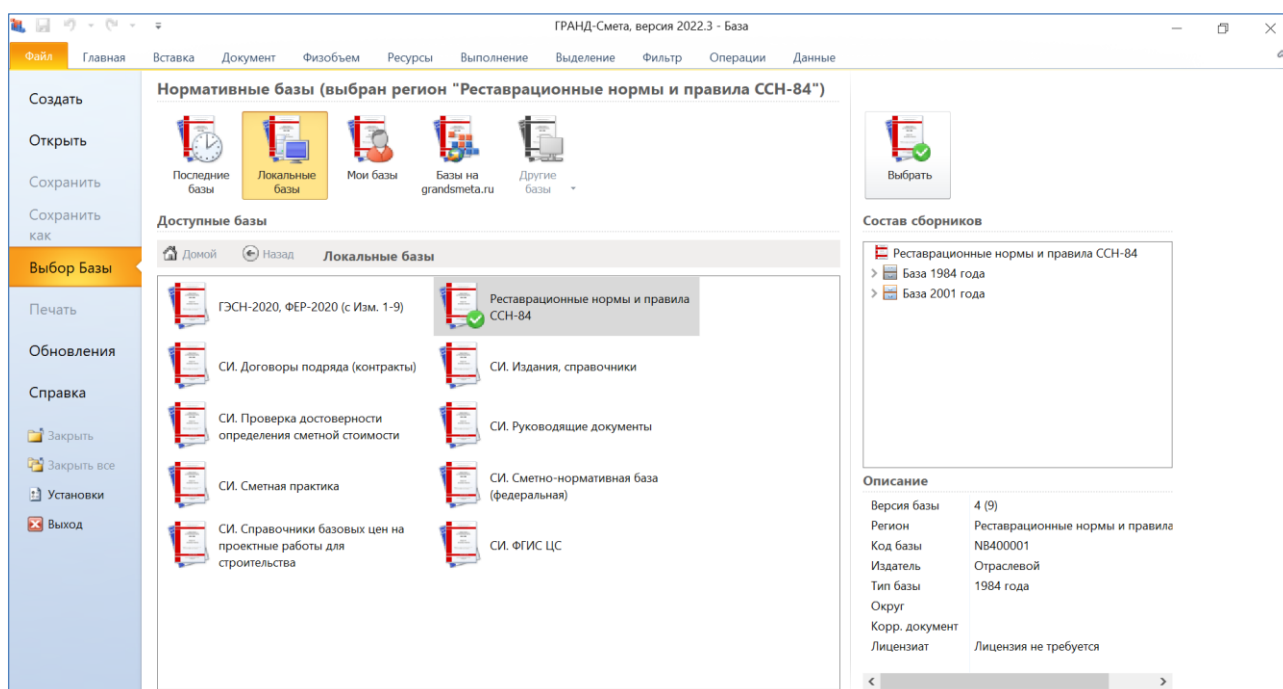 ГРАНД-Смета, версия 2022.3 - База
Файл Главная Вставка Документ Физобъем Ресурсы Выполнение Выделение Фильтр Операции Данные
Создать
Открыть
Сохранить
Сохранить
как
Выбор Базы
Печать
Обновления
Справка
Закрыть
Закрыть все
Установки
Выход
Нормативные базы (выбран регион "Реставрационные нормы и правила ССН-84")
Последние
базы
Локальные
базы
Мои базы
Базы на
grandsmeta.ru
Другие
базы
Доступные базы
Домой Назад Локальные базы
ГЭСН-2020, ФЕР-2020 (с Изм. 1-9)
Реставрационные нормы и правила
ССН-84
СИ. Договоры подряда (контракты)
СИ. Издания, справочники
СИ. Проверка достоверности
определения сметной стоимости
СИ. Руководящие документы
СИ. Сметная практика
СИ. Сметно-нормативная база
(федеральная)
СИ. Справочники базовых цен на
проектные работы для
строительства
СИ. ФГИС ЦС
Выбрать
Состав сборников
Реставрационные нормы и правила ССН-84
База 1984 года
База 2001 года
Описание
Версия базы 4 (9)
Регион Реставрационные нормы и правила
Код базы NB400001
Издатель Отраслевой
Тип базы 1984 года
Округ
Корр. документ
Лицензиат Лицензия не требуется